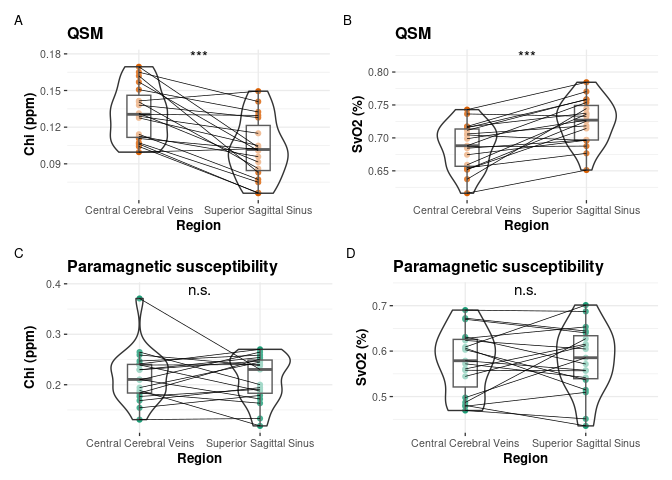 A
QSM
***
0.18
0.15
0.12
0.09
Chi (ppm)
Central Cerebral Veins Superior Sagittal Sinus
Region
B
QSM
***
0.80
0.75
0.70
0.65
SvO2 (%)
Central Cerebral Veins Superior Sagittal Sinus
Region
C
Paramagnetic susceptibility
n.s.
0.4
0.3
0.2
Chi (ppm)
Central Cerebral Veins Superior Sagittal Sinus
Region
D
Paramagnetic susceptibility
n.s.
0.7
0.6
0.5
SvO2 (%)
Central Cerebral Veins Superior Sagittal Sinus
Region